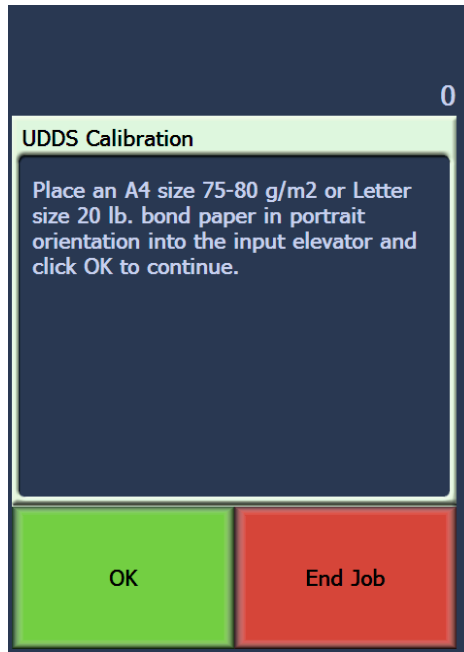 0
UDDS Calibration
Place an A4 size 75-80 g/m2 or Letter
size 20 lb. bond paper in portrait
orientation into the input elevator and
click OK to continue.
OK
End Job